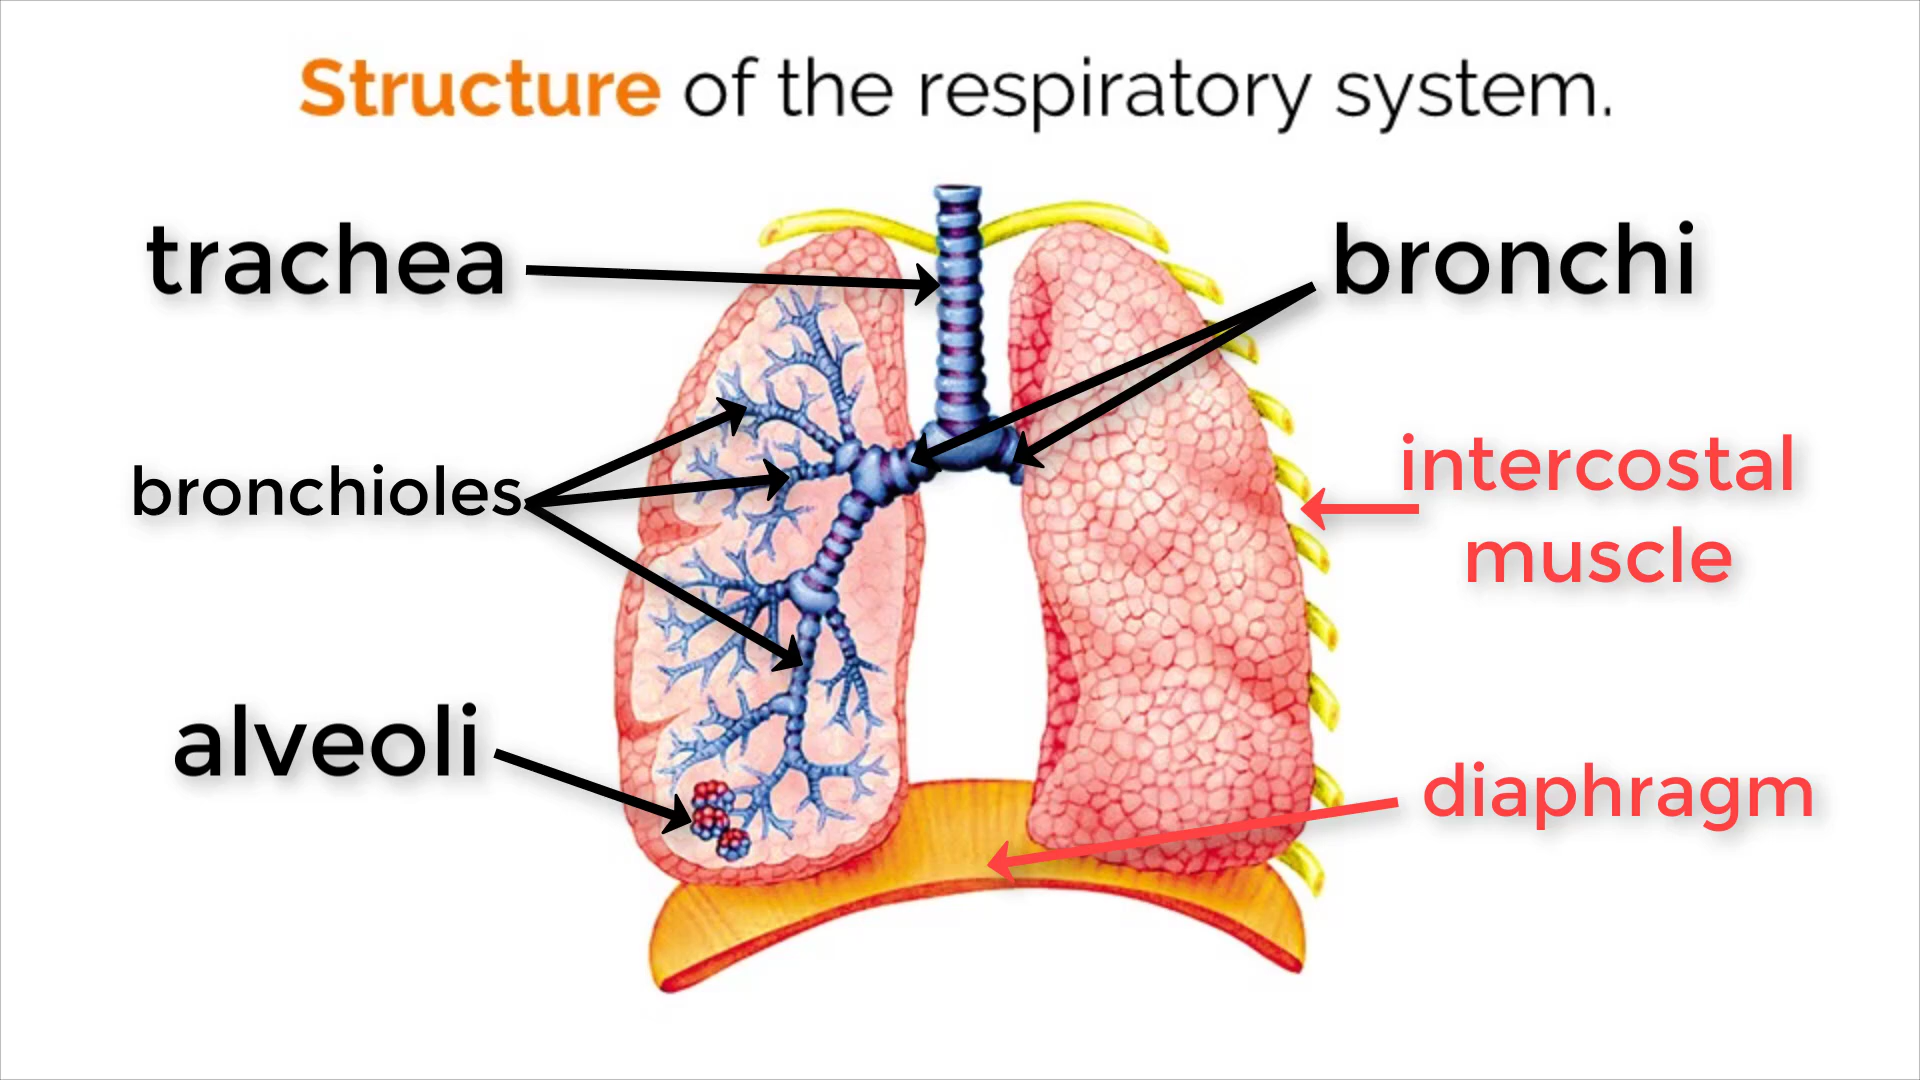 Structure of the respiratory system.
trachea
bronchi
bronchioles
intercostal
muscle
alveoli
diaphragm